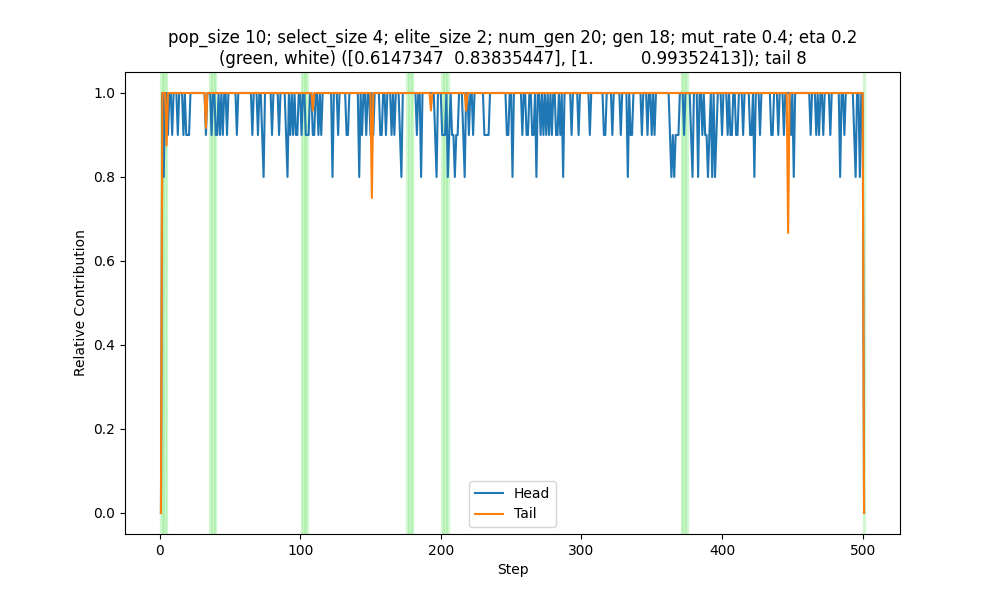 pop_size 10; select_size 4; elite_size 2; num_gen 20; gen 18; mut_rate 0.4; eta 0.2
(green, white) ([0.6147347  0.83835447], [1.         0.99352413]); tail 8
1.0
0.8
0.6
0.4
0.2
0.0
Relative Contribution
Head
Tail
0
100
200
300
400
500
Step